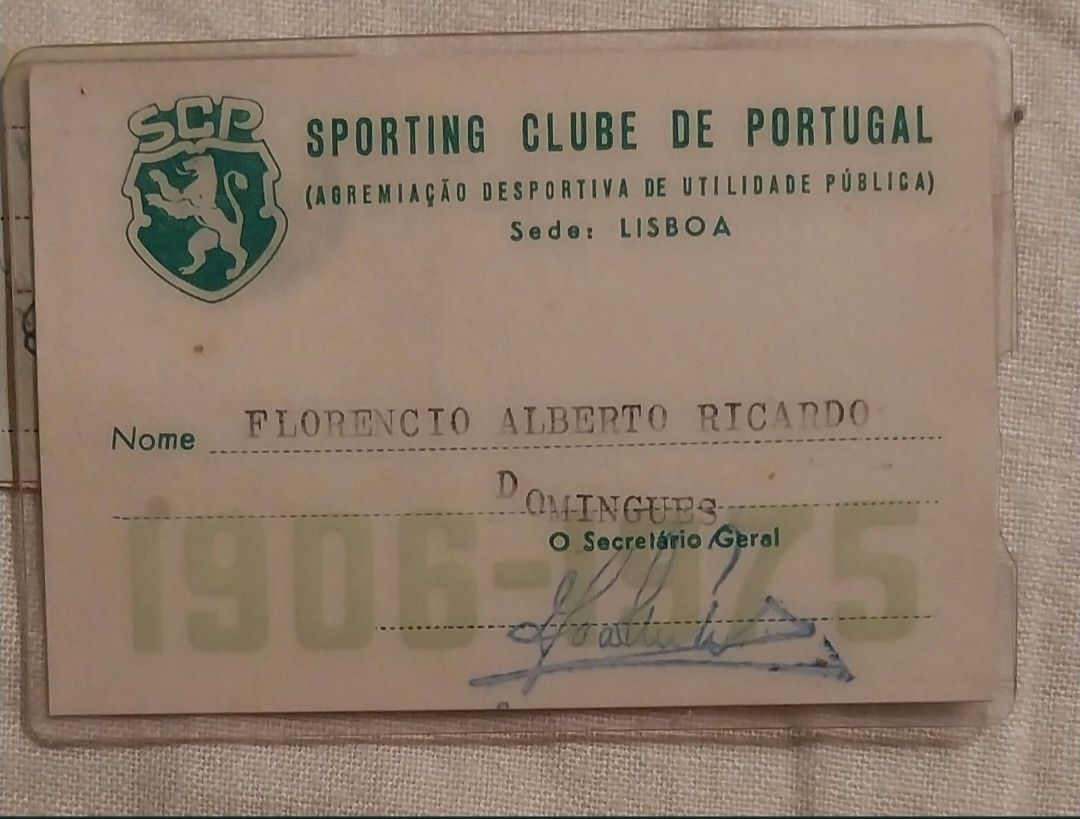 SCP
SPORTING CLUBE DE PORTUGAL
(AGREMIAÇÃO DESPORTIVA DE UTILIDADE PÚBLICA)
Sede: LISBOA
Nome FLORENCIO ALBERTO RICARDO
DOMINGUES
1906-1975
O Secretário Geral